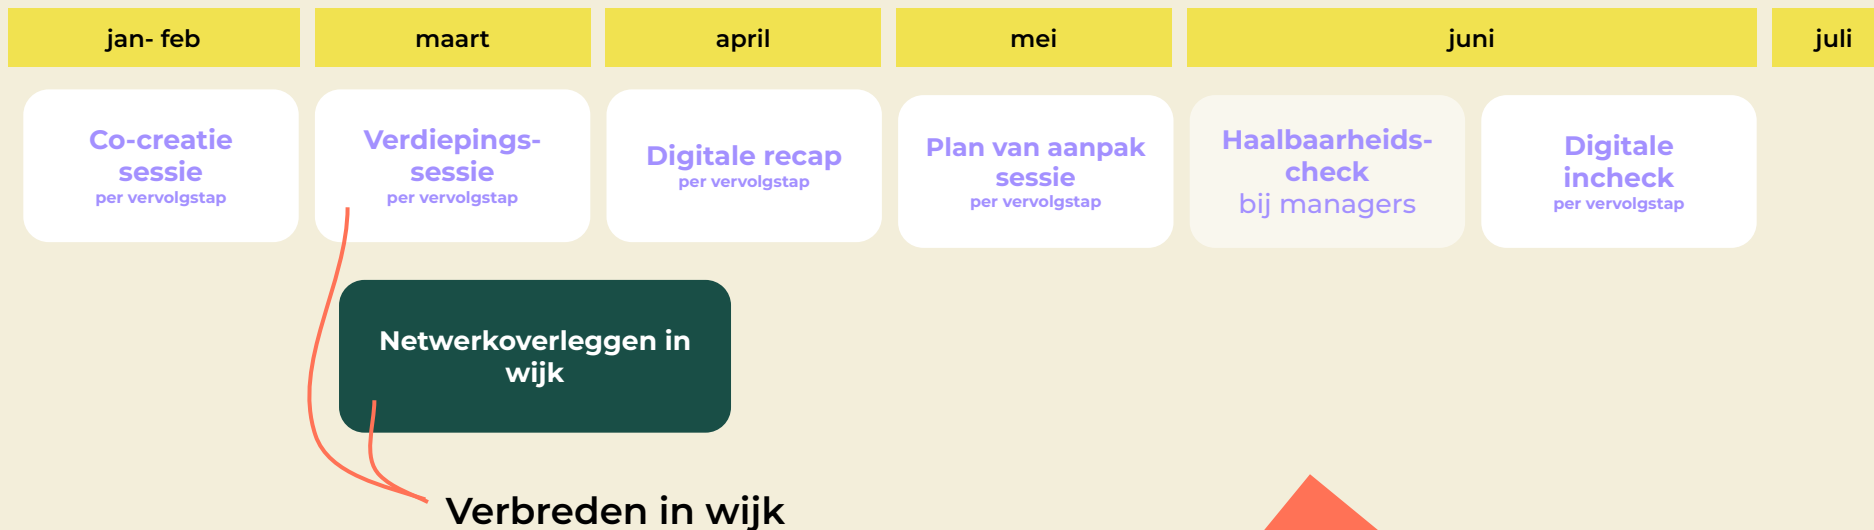 jan- feb
maart
april
mei
juni
juli
Co-creatie
sessie
per vervolgstap
Verdiepings-
sessie
per vervolgstap
Digitale recap
per vervolgstap
Plan van aanpak
sessie
per vervolgstap
Haalbaarheids-
check
bij managers
Digitale
incheck
per vervolgstap
Netwerkoverleggen in
wijk
Verbreden in wijk